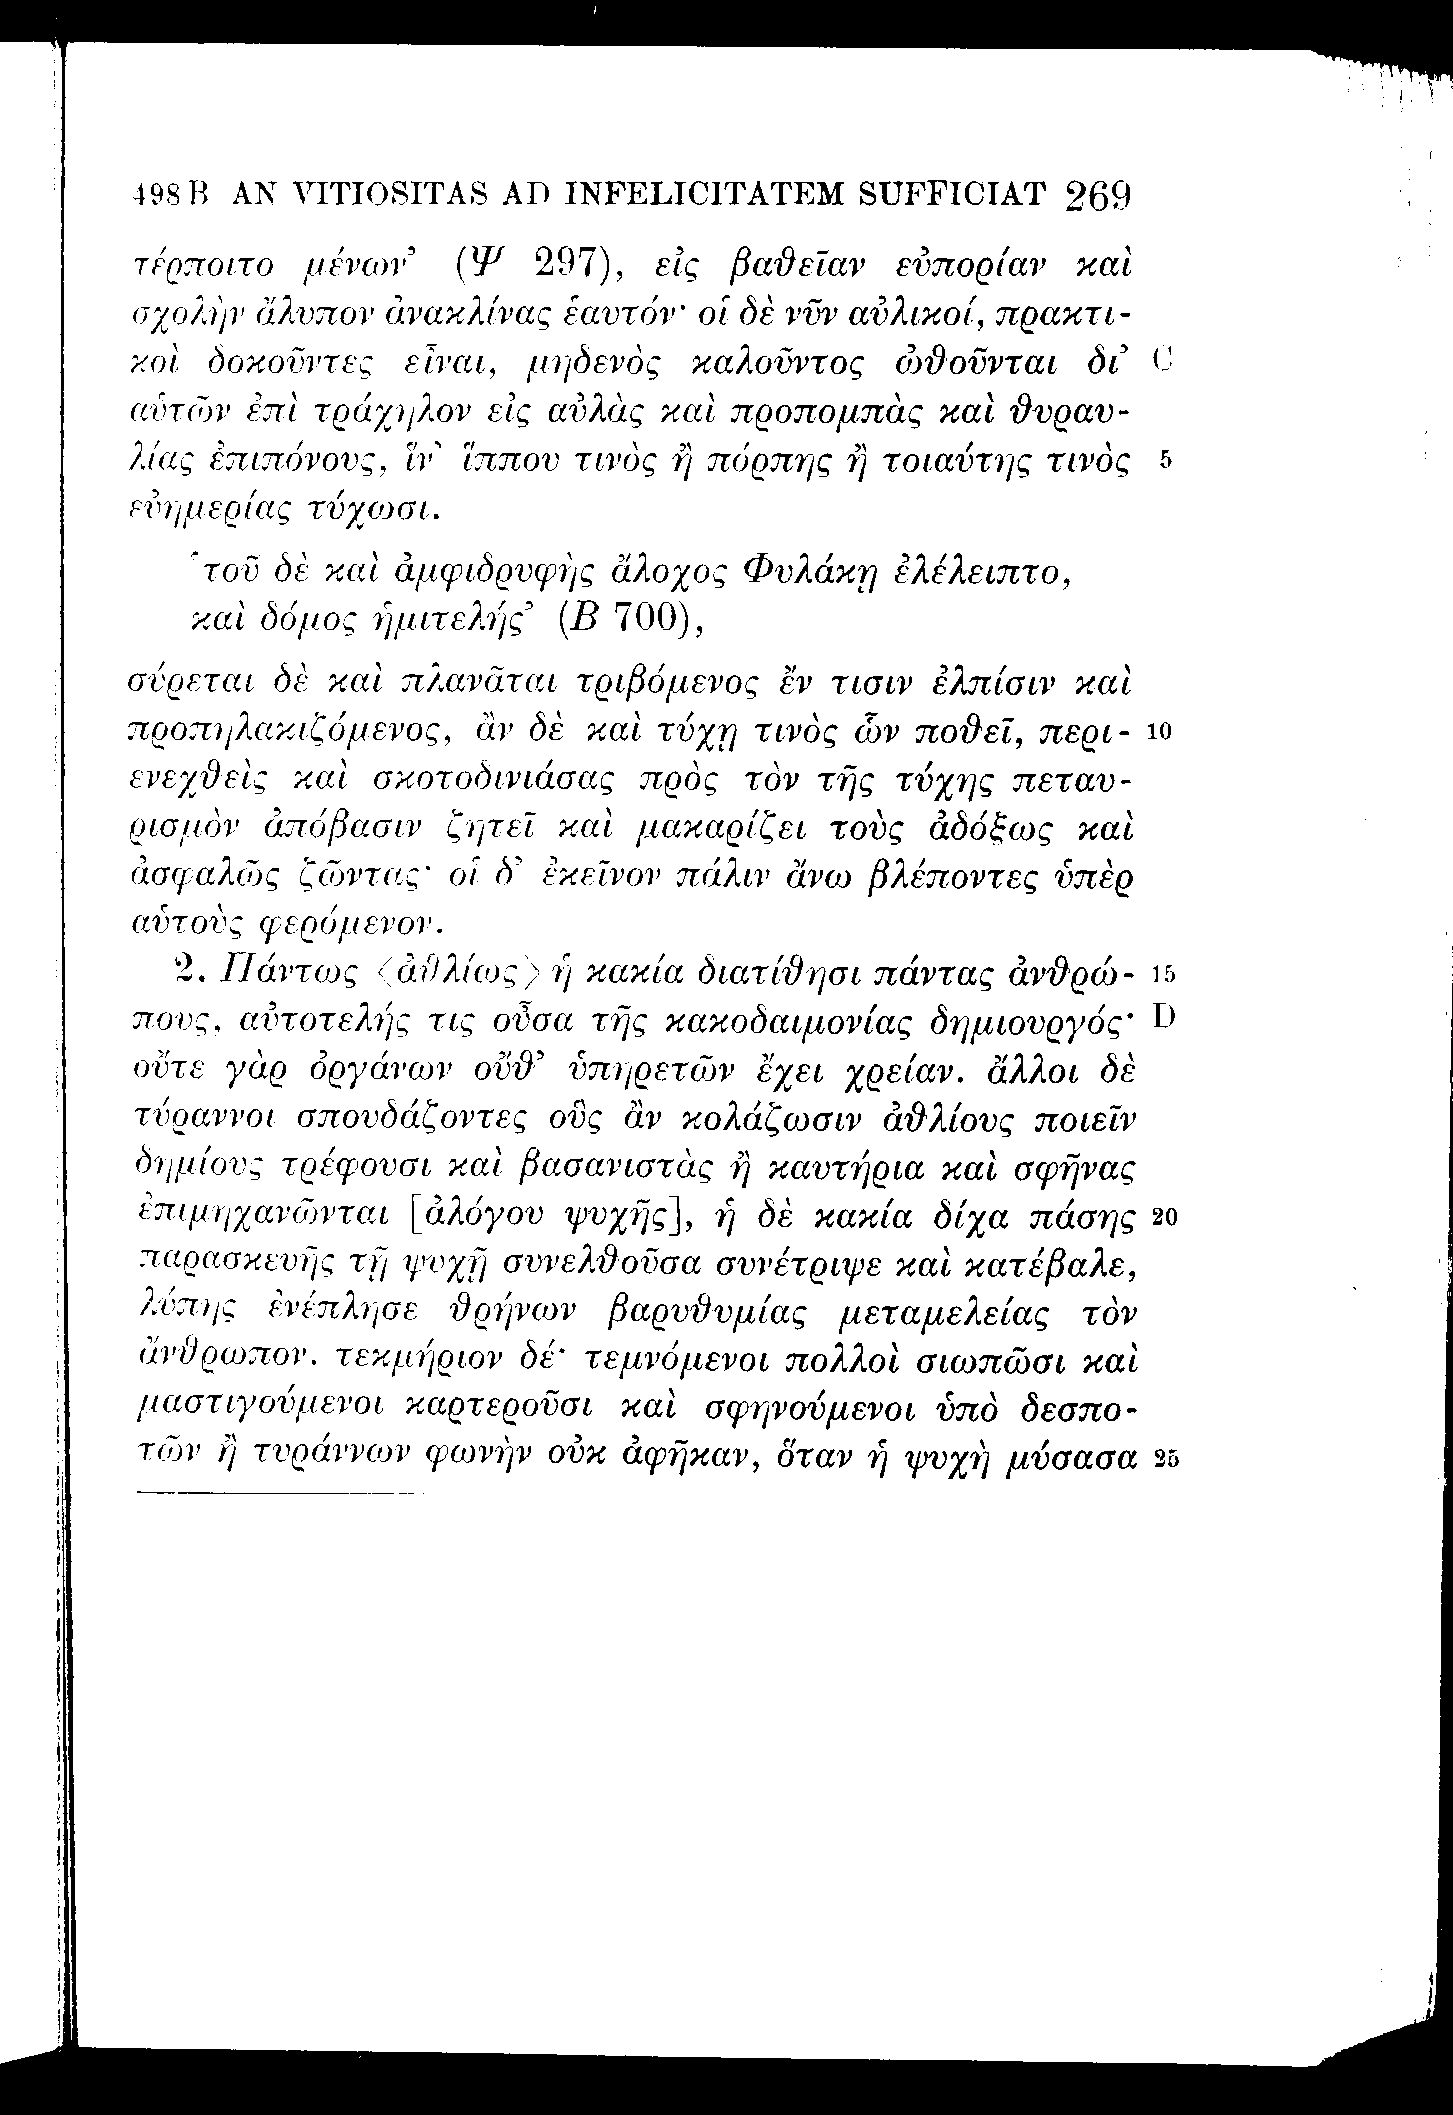 498 B AN VITIOSITAS AD INFELICITATEM SUFFICIAT 269
τέρποιτο μένων’ (Ψ 297), εἰς βαθεῖαν εὐπορίαν καὶ
σχολὴν ἄλυπον ἀνακλίνας ἑαυτόν· οἱ δὲ νῦν αὐλικοί, πρακτι-
κοὶ δοκοῦντες εἶναι, μηδενὸς καλοῦντος ὠθοῦνται δι’ C
αὑτῶν ἐπὶ τράχηλον εἰς αὐλὰς καὶ προπομπὰς καὶ θυραυ-
λίας ἐπιπόνους, ἵν’ ἵππου τινὸς ἢ πόρπης ἢ τοιαύτης τινὸς 5
εὐημερίας τύχωσι.
‘τοῦ δὲ καὶ ἀμφιδρυφὴς ἄλοχος Φυλάκῃ ἐλέλειπτο,
καὶ δόμος ἡμιτελής’ (B 700),
σύρεται δὲ καὶ πλανᾶται τριβόμενος ἔν τισιν ἐλπίσιν καὶ
προπηλακιζόμενος, ἂν δὲ καὶ τύχῃ τινὸς ὧν ποθεῖ, περι- 10
ενεχθεὶς καὶ σκοτοδινιάσας πρὸς τὸν τῆς τύχης πεταυ-
ρισμὸν ἀπόβασιν ζητεῖ καὶ μακαρίζει τοὺς ἀδόξως καὶ
ἀσφαλῶς ζῶντας· οἱ δ’ ἐκεῖνον πάλιν ἄνω βλέποντες ὑπὲρ
αὑτοὺς φερόμενον.
2. Πάντως <ἀθλίως> ἡ κακία διατίθησι πάντας ἀνθρώ- 15
πους, αὐτοτελής τις οὖσα τῆς κακοδαιμονίας δημιουργός· D
οὔτε γὰρ ὀργάνων οὔθ’ ὑπηρετῶν ἔχει χρείαν. ἄλλοι δὲ
τύραννοι σπουδάζοντες οὓς ἂν κολάζωσιν ἀθλίους ποιεῖν
δημίους τρέφουσι καὶ βασανιστὰς ἢ καυτήρια καὶ σφῆνας
ἐπιμηχανῶνται [ἀλόγου ψυχῆς], ἡ δὲ κακία δίχα πάσης 20
παρασκευῆς τῇ ψυχῇ συνελθοῦσα συνέτριψε καὶ κατέβαλε,
λύπης ἐνέπλησε θρήνων βαρυθυμίας μεταμελείας τὸν
ἄνθρωπον. τεκμήριον δέ· τεμνόμενοι πολλοὶ σιωπῶσι καὶ
μαστιγούμενοι καρτεροῦσι καὶ σφηνούμενοι ὑπὸ δεσπο-
τῶν ἢ τυράννων φωνὴν οὐκ ἀφῆκαν, ὅταν ἡ ψυχὴ μύσασα 25